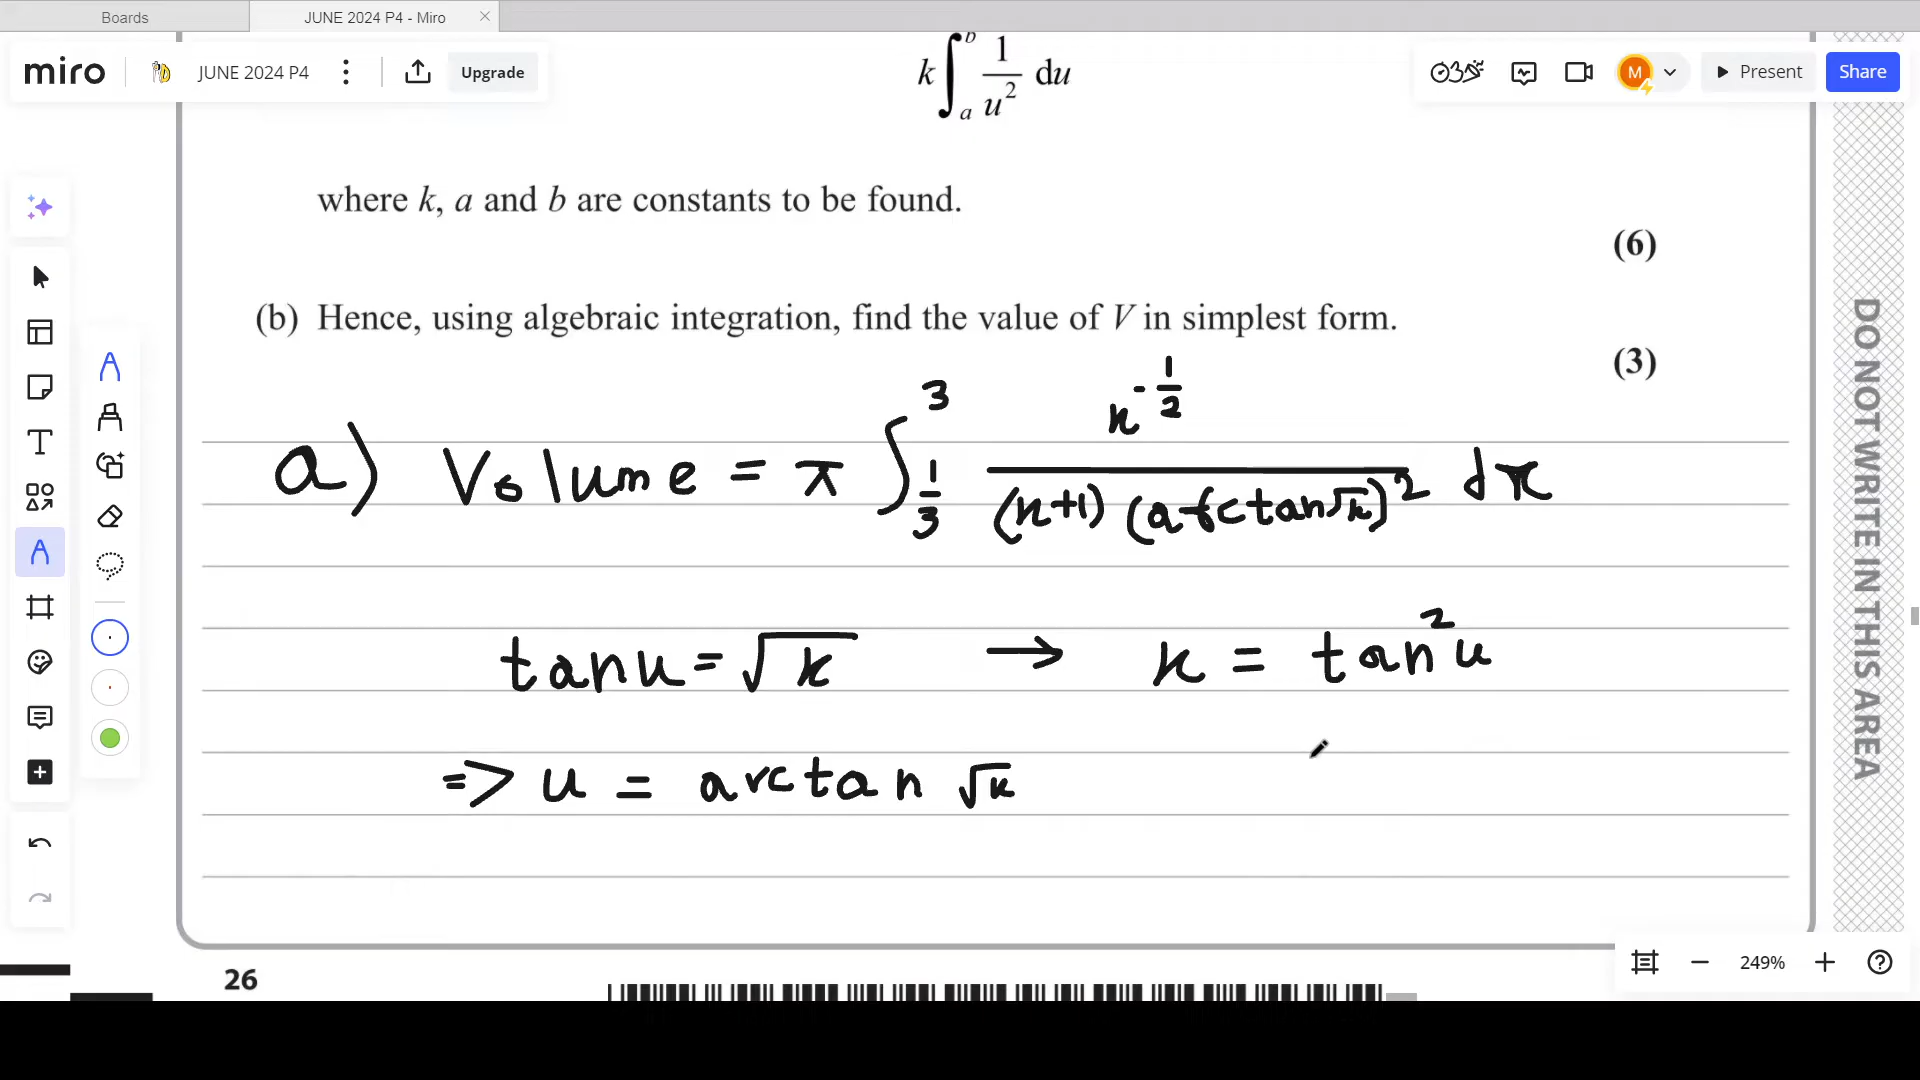 Boards
JUNE 2024 P4 - Miro
miro
JUNE 2024 P4
Upgrade
M
Present
Share
k∫ₐᵇ 1/u² du
where k, a and b are constants to be found.
(6)
(b) Hence, using algebraic integration, find the value of V in simplest form.
(3)
a) Volume = π ∫_{1/3}^{3} x^{-1/2} / ((x+1)(arctan√x)²) dx
tan u = √x → x = tan² u
=> u = arctan √x
DO NOT WRITE IN THIS AREA
26
249%